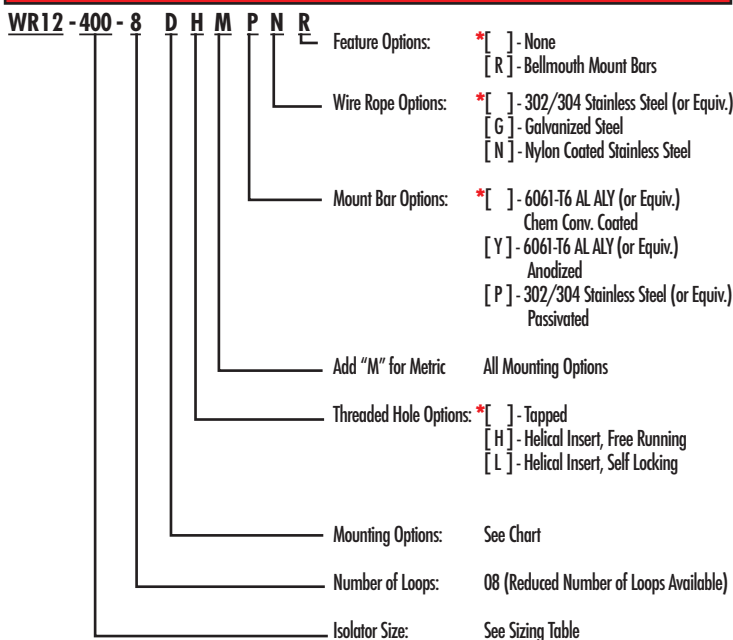 WR12 - 400 - 8 D H M P N R
Feature Options: *[ ] - None
[ R ] - Bellmouth Mount Bars
Wire Rope Options: *[ ] - 302/304 Stainless Steel (or Equiv.)
[ G ] - Galvanized Steel
[ N ] - Nylon Coated Stainless Steel
Mount Bar Options: *[ ] - 6061-T6 AL ALY (or Equiv.)
Chem Conv. Coated
[ Y ] - 6061-T6 AL ALY (or Equiv.)
Anodized
[ P ] - 302/304 Stainless Steel (or Equiv.)
Passivated
Add "M" for Metric All Mounting Options
Threaded Hole Options: *[ ] - Tapped
[ H ] - Helical Insert, Free Running
[ L ] - Helical Insert, Self Locking
Mounting Options: See Chart
Number of Loops: 08 (Reduced Number of Loops Available)
Isolator Size: See Sizing Table